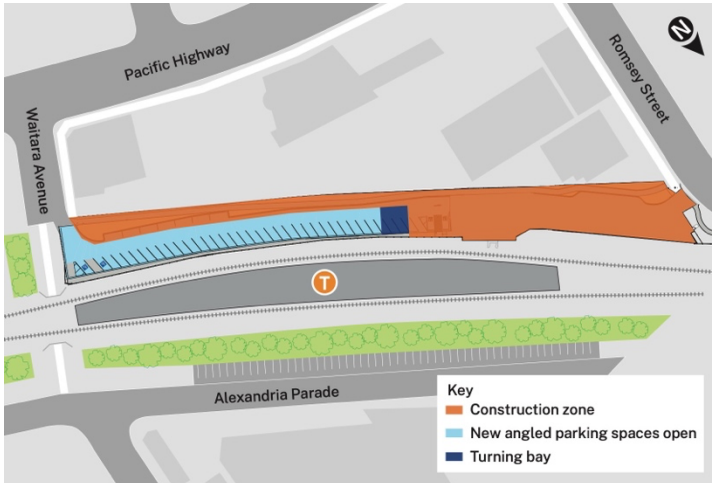 Pacific Highway
N
Romsey Street
Waitara Avenue
T
Alexandria Parade
Key
Construction zone
New angled parking spaces open
Turning bay